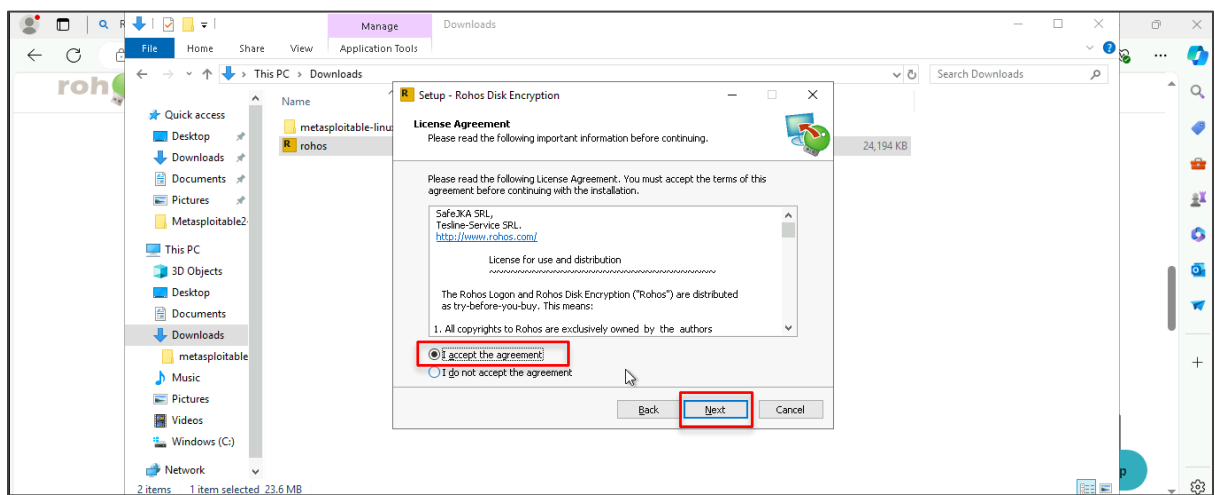 Manage
Downloads
File
Home
Share
View
Application Tools
This PC > Downloads
Search Downloads
roh
Name
Quick access
Desktop
Downloads
Documents
Pictures
Metasploitable2-
This PC
3D Objects
Desktop
Documents
Downloads
metasploitable
Music
Pictures
Videos
Windows (C:)
Network
metasploitable-linux
rohos
24,194 KB
Setup - Rohos Disk Encryption
License Agreement
Please read the following important information before continuing.
Please read the following License Agreement. You must accept the terms of this
agreement before continuing with the installation.
SafeJKA SRL,
Tesline-Service SRL.
http://www.rohos.com/
License for use and distribution
~~~~~~~~~~~~~~~~~~~~~~~~~~~~~~~~
The Rohos Logon and Rohos Disk Encryption ("Rohos") are distributed
as try-before-you-buy. This means:
1. All copyrights to Rohos are exclusively owned by the authors
I accept the agreement
I do not accept the agreement
Back
Next
Cancel
2 items
1 item selected 23.6 MB